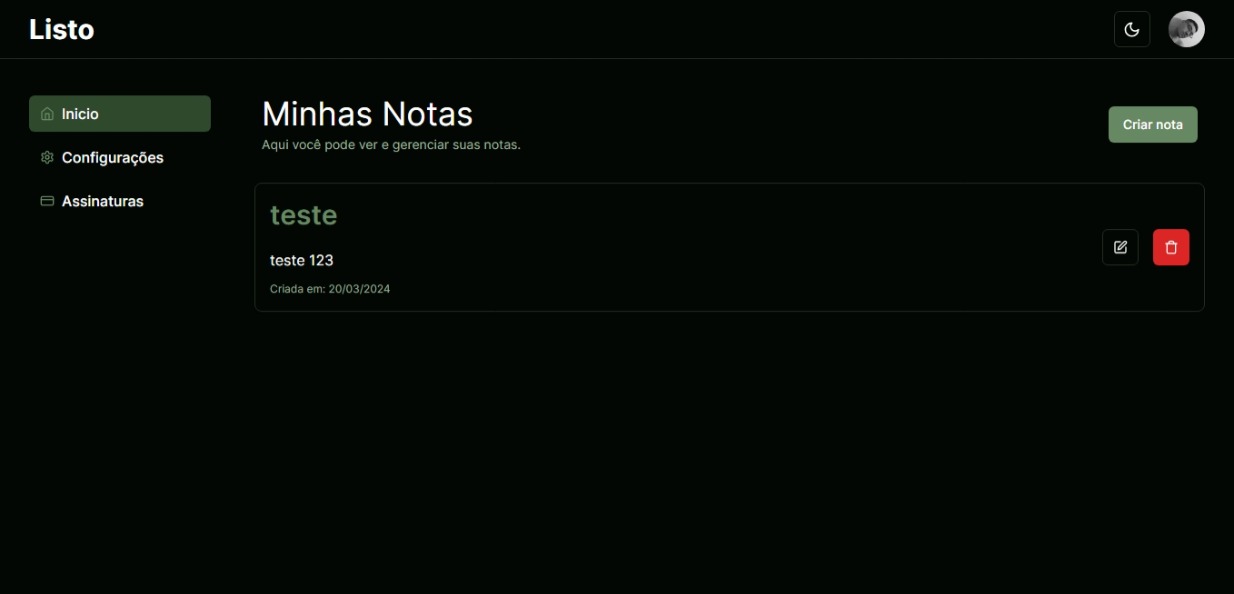 Listo
Inicio
Configurações
Assinaturas
Minhas Notas
Aqui você pode ver e gerenciar suas notas.
Criar nota
teste
teste 123
Criada em: 20/03/2024